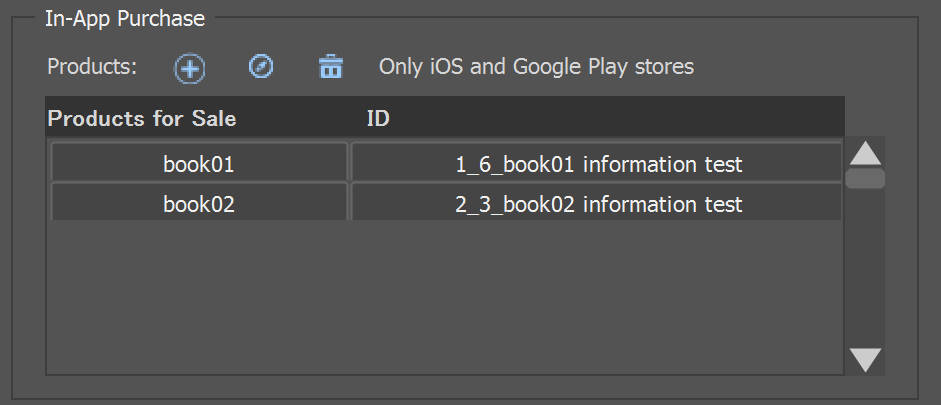 In-App Purchase
Products: Only iOS and Google Play stores
Products for Sale ID
book01 1_6_book01 information test
book02 2_3_book02 information test